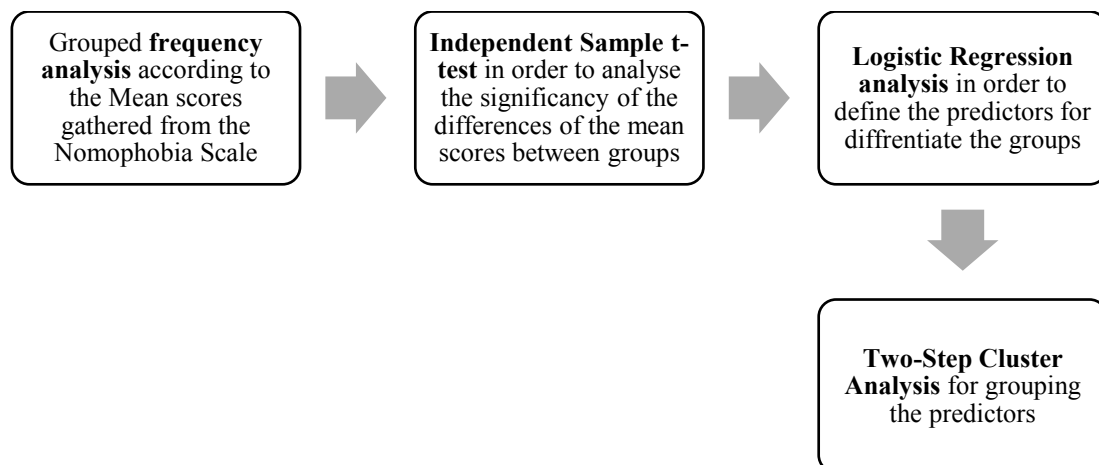 Grouped frequency
analysis according to
the Mean scores
gathered from the
Nomophobia Scale
Independent Sample t-
test in order to analyse
the significancy of the
differences of the mean
scores between groups
Logistic Regression
analysis in order to
define the predictors for
diffrentiate the groups
Two-Step Cluster
Analysis for grouping
the predictors